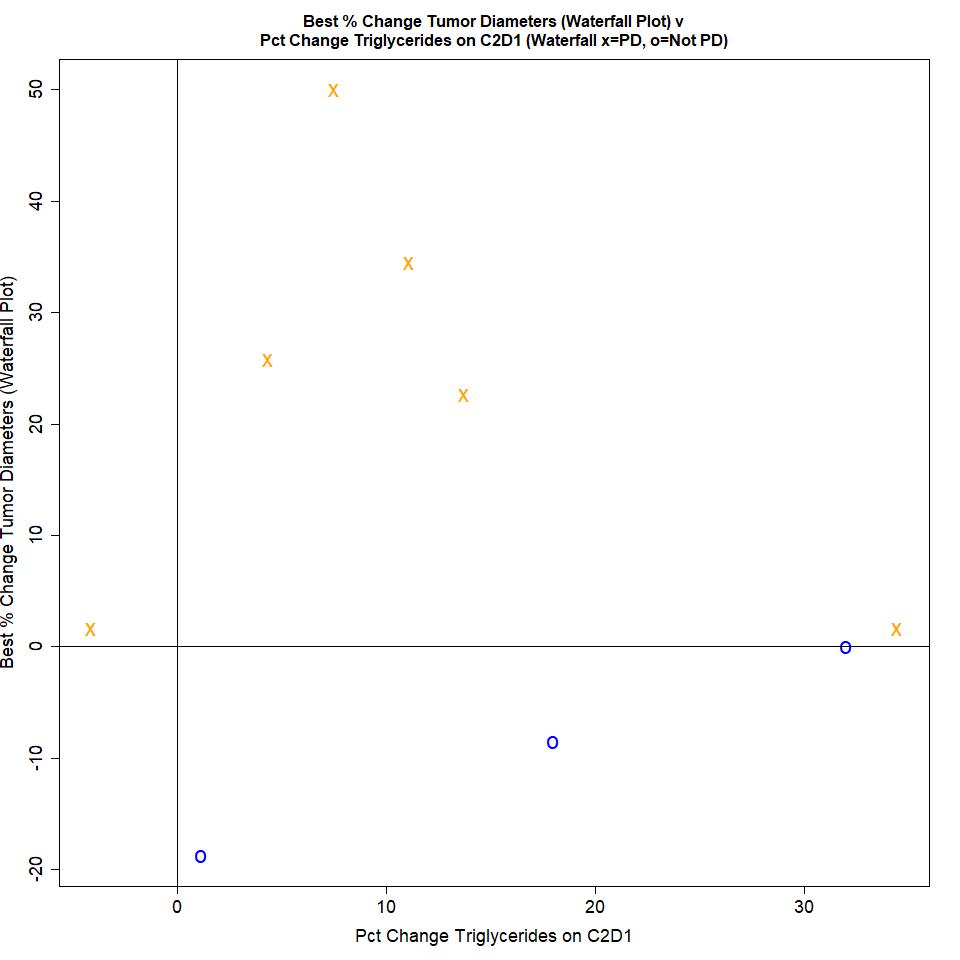 Best % Change Tumor Diameters (Waterfall Plot) v
Pct Change Triglycerides on C2D1 (Waterfall x=PD, o=Not PD)
Best % Change Tumor Diameters (Waterfall Plot)
50
40
30
20
10
0
-10
-20
X
X
X
X
X
X
O
O
O
0
10
20
30
Pct Change Triglycerides on C2D1